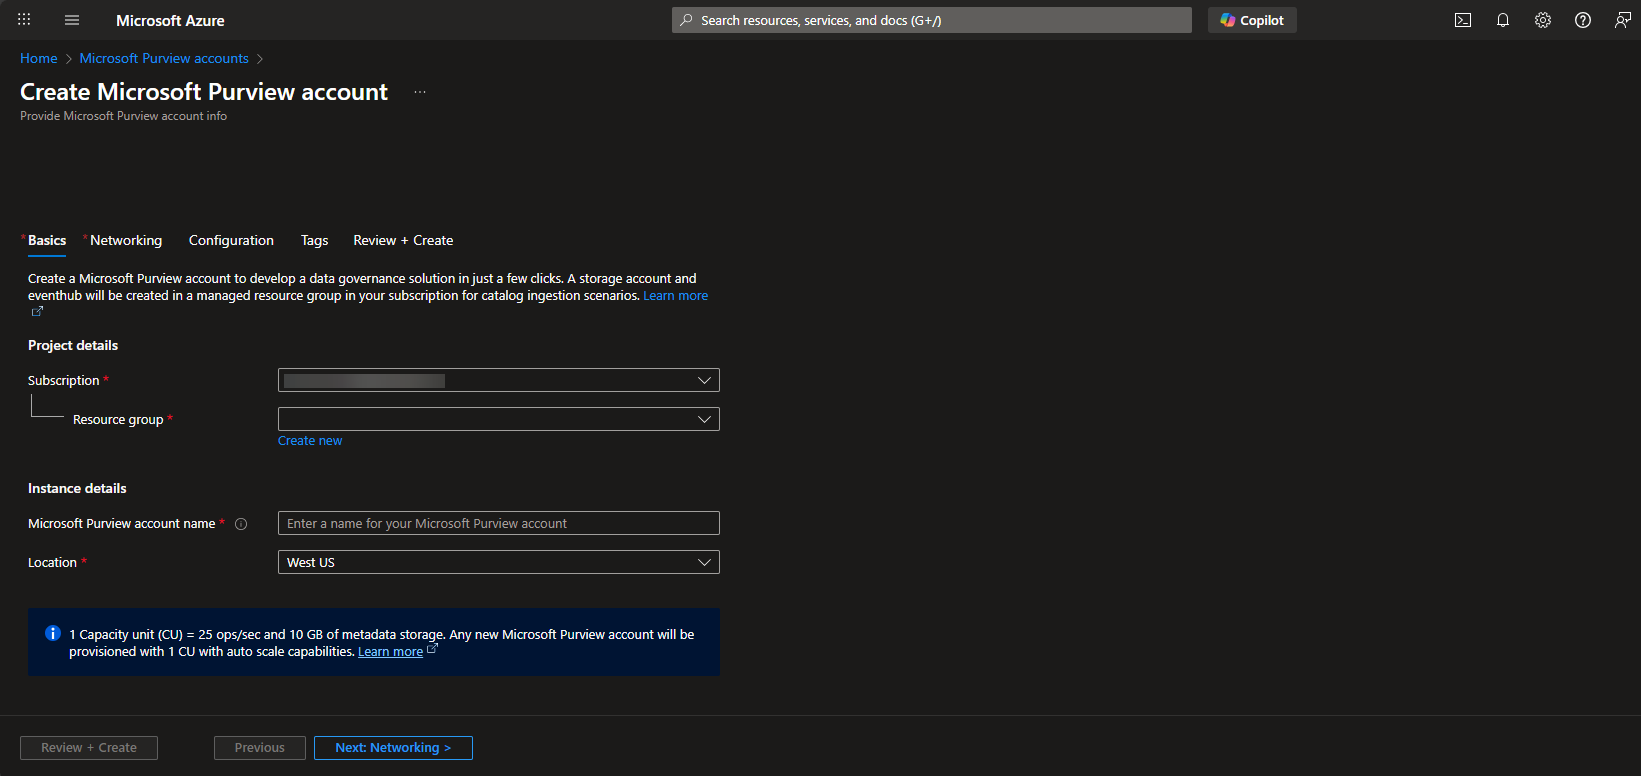 Microsoft Azure
Search resources, services, and docs (G+/)
Copilot
Home > Microsoft Purview accounts >
Create Microsoft Purview account ...
Provide Microsoft Purview account info
* Basics * Networking Configuration Tags Review + Create
Create a Microsoft Purview account to develop a data governance solution in just a few clicks. A storage account and
eventhub will be created in a managed resource group in your subscription for catalog ingestion scenarios. Learn more
Project details
Subscription *
Resource group *
Create new
Instance details
Microsoft Purview account name *
Enter a name for your Microsoft Purview account
Location *
West US
1 Capacity unit (CU) = 25 ops/sec and 10 GB of metadata storage. Any new Microsoft Purview account will be
provisioned with 1 CU with auto scale capabilities. Learn more
Review + Create
Previous
Next: Networking >